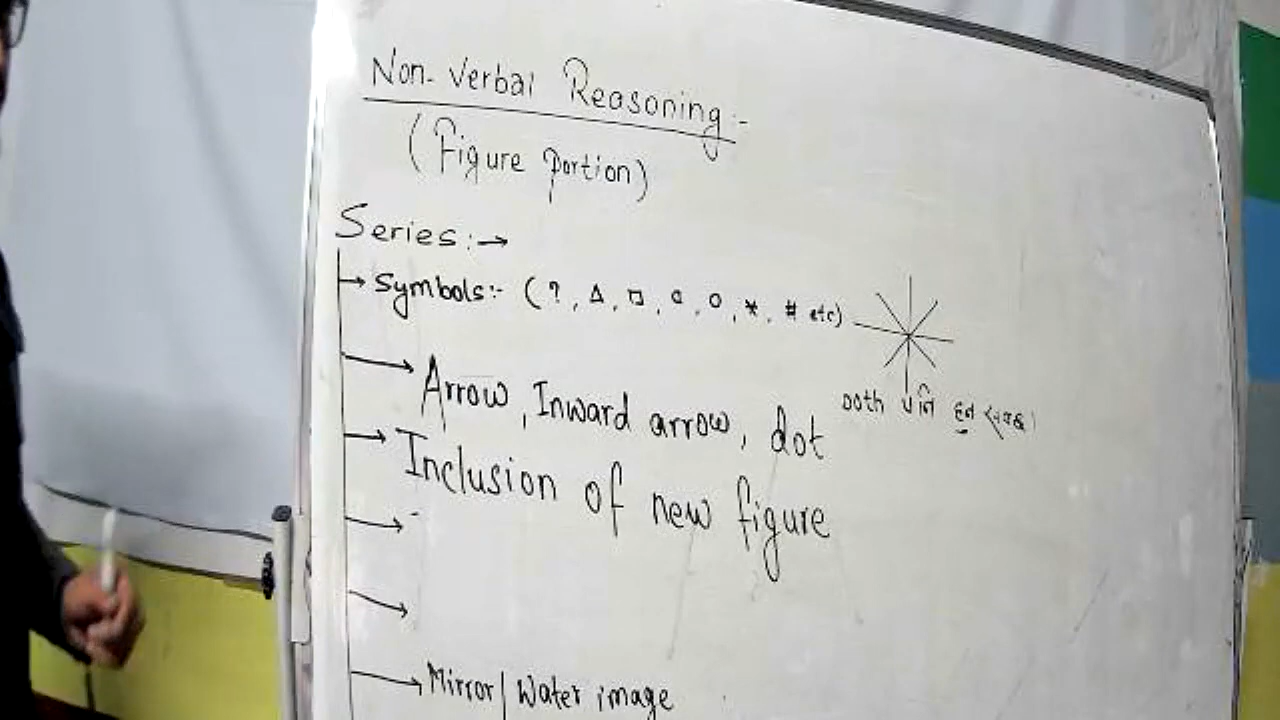 Non-Verbal Reasoning:-
(Figure Portion)
Series:→
→ Symbols:- (?, Δ, □, c, o, *, # etc)
→ Arrow, Inward arrow, dot
पनि हुन
→ Inclusion of new figure
→ Mirror/Water image